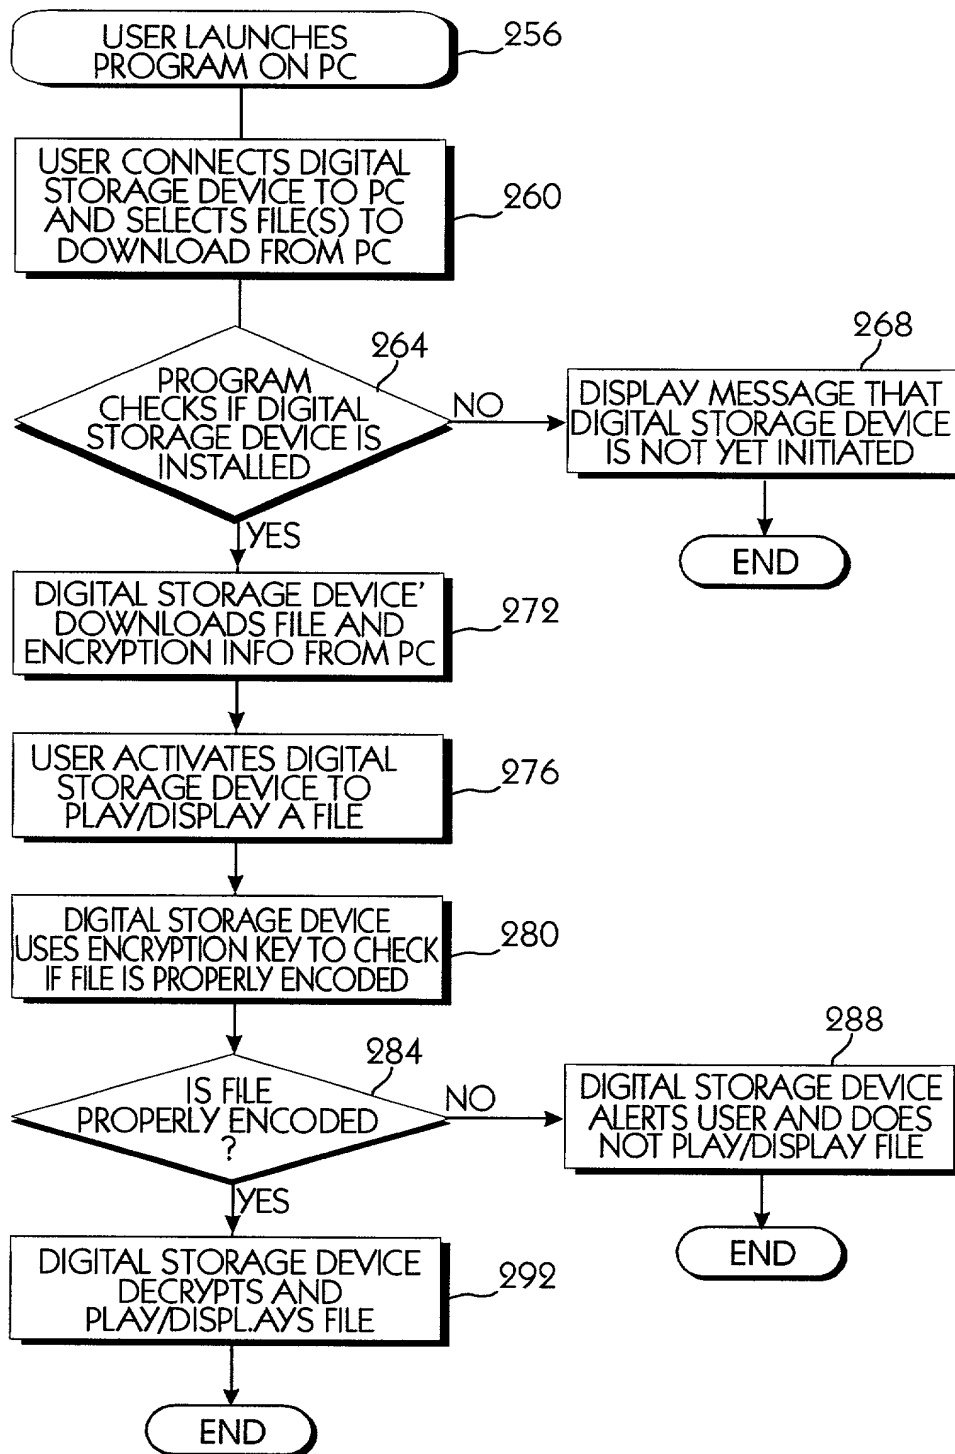 USER LAUNCHES
PROGRAM ON PC
256
USER CONNECTS DIGITAL
STORAGE DEVICE TO PC
AND SELECTS FILE(S) TO
DOWNLOAD FROM PC
260
264
PROGRAM
CHECKS IF DIGITAL
STORAGE DEVICE IS
INSTALLED
NO
268
DISPLAY MESSAGE THAT
DIGITAL STORAGE DEVICE
IS NOT YET INITIATED
END
YES
DIGITAL STORAGE DEVICE'
DOWNLOADS FILE AND
ENCRYPTION INFO FROM PC
272
USER ACTIVATES DIGITAL
STORAGE DEVICE TO
PLAY/DISPLAY A FILE
276
DIGITAL STORAGE DEVICE
USES ENCRYPTION KEY TO CHECK
IF FILE IS PROPERLY ENCODED
280
284
IS FILE
PROPERLY ENCODED
?
NO
288
DIGITAL STORAGE DEVICE
ALERTS USER AND DOES
NOT PLAY/DISPLAY FILE
END
YES
DIGITAL STORAGE DEVICE
DECRYPTS AND
PLAY/DISPL.AYS FILE
292
END